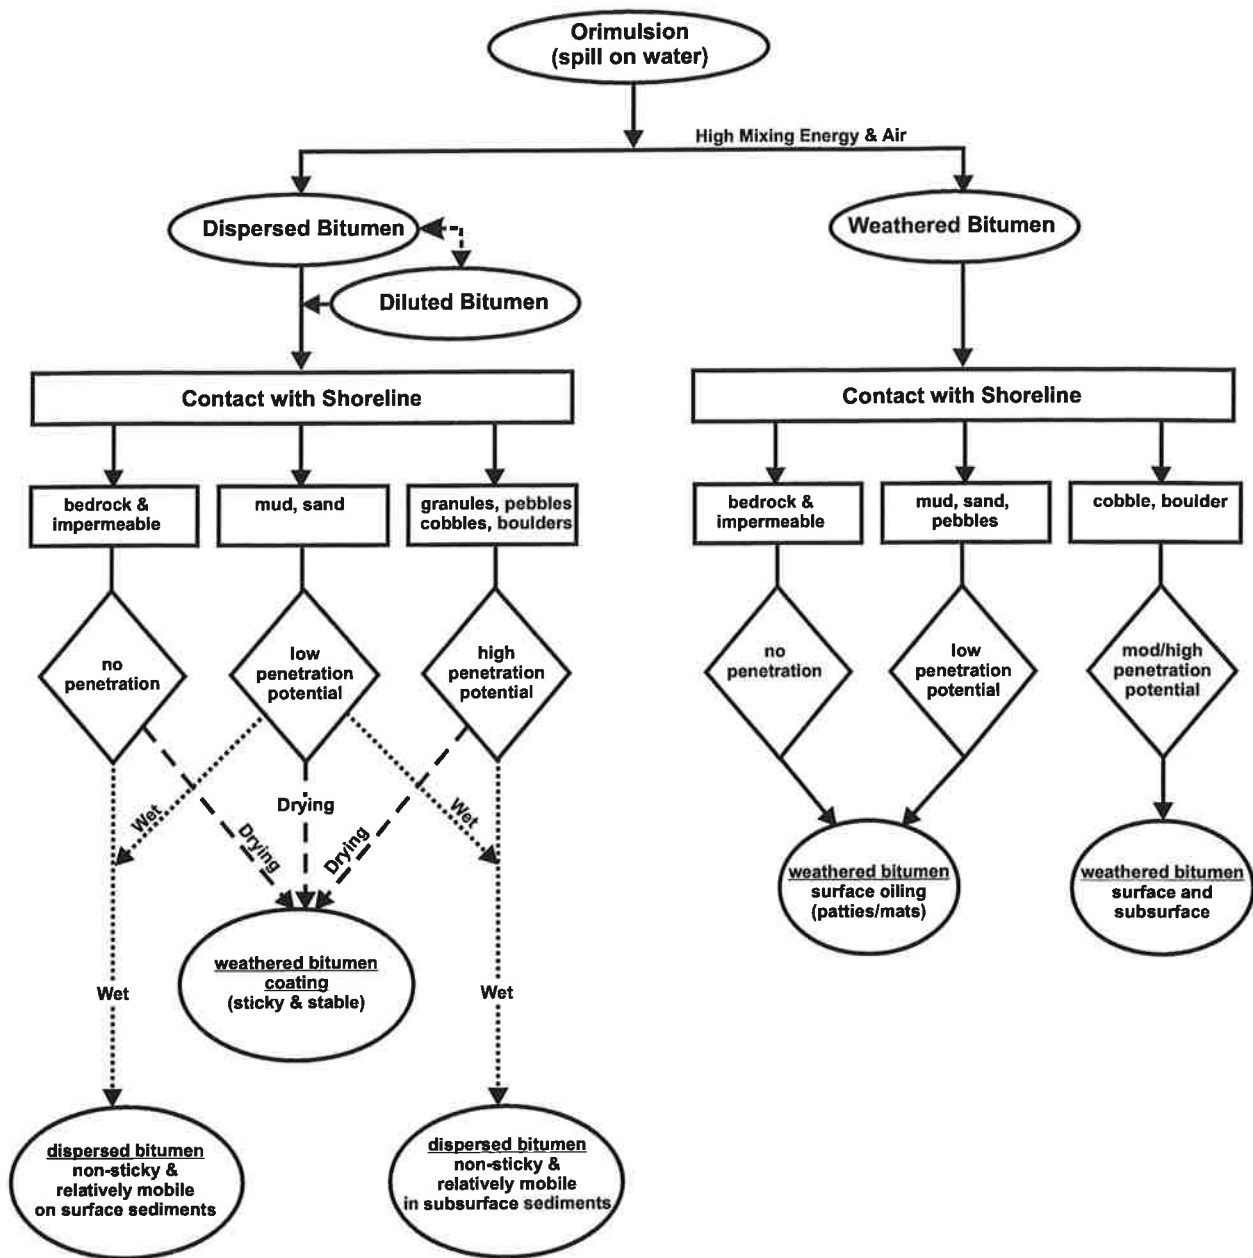 Orimulsion
(spill on water)
High Mixing Energy & Air
Dispersed Bitumen
Weathered Bitumen
Diluted Bitumen
Contact with Shoreline
Contact with Shoreline
bedrock &
impermeable
mud, sand
granules, pebbles
cobbles, boulders
bedrock &
impermeable
mud, sand,
pebbles
cobble, boulder
no
penetration
low
penetration
potential
high
penetration
potential
no
penetration
low
penetration
potential
mod/high
penetration
potential
Wet
Drying
Drying
Drying
Wet
weathered bitumen
surface oiling
(patties/mats)
weathered bitumen
surface and
subsurface
weathered bitumen
coating
(sticky & stable)
Wet
Wet
dispersed bitumen
non-sticky &
relatively mobile
on surface sediments
dispersed bitumen
non-sticky &
relatively mobile
in subsurface sediments